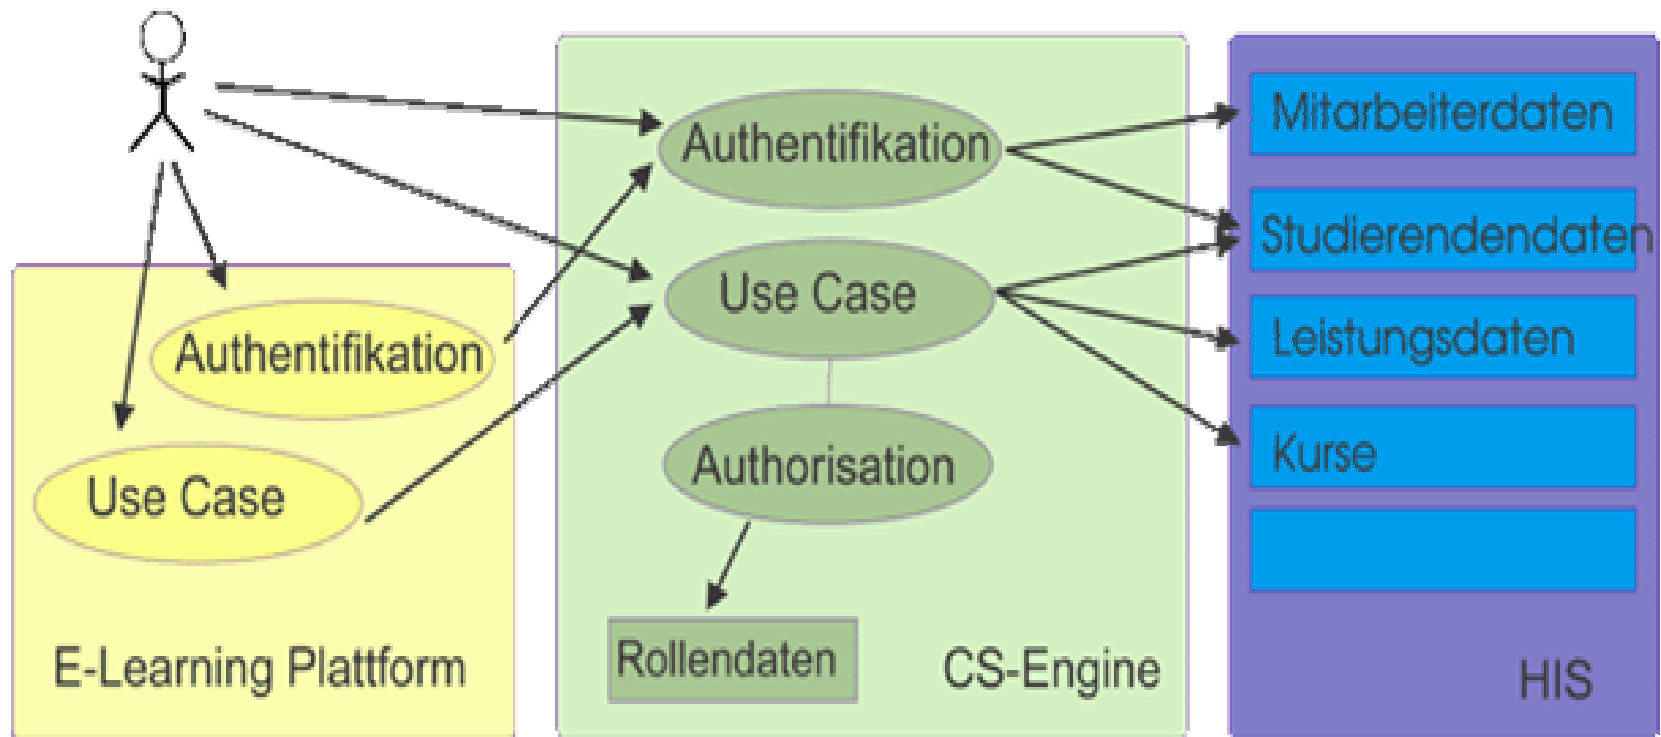 Authentifikation
Use Case
E-Learning Plattform
Authentifikation
Use Case
Authorisation
Rollendaten
CS-Engine
Mitarbeiterdaten
Studierendendaten
Leistungsdaten
Kurse
HIS